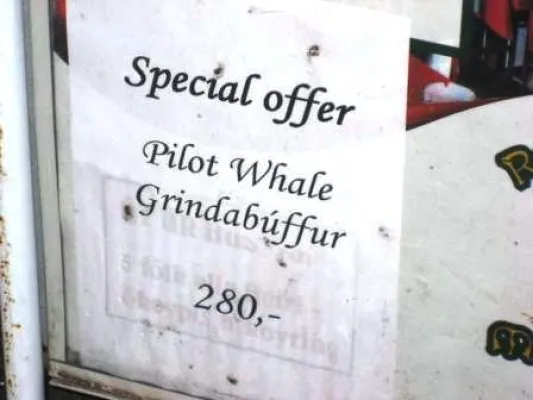 Special offer
Pilot Whale
Grindabúffur
280,-